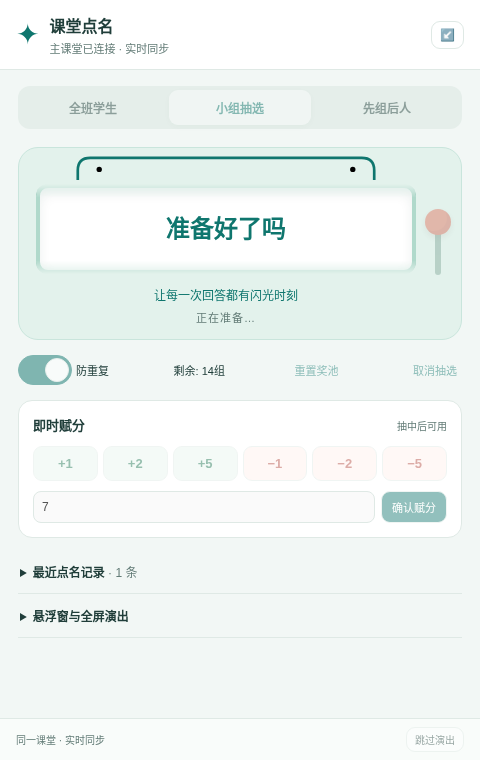 课堂点名
主课堂已连接 · 实时同步
全班学生 小组抽选 先组后人
准备好了吗
让每一次回答都有闪光时刻
正在准备…
防重复 剩余: 14组 重置奖池 取消抽选
即时赋分 抽中后可用
+1 +2 +5 −1 −2 −5
7 确认赋分
最近点名记录 · 1 条
悬浮窗与全屏演出
同一课堂 · 实时同步 跳过演出